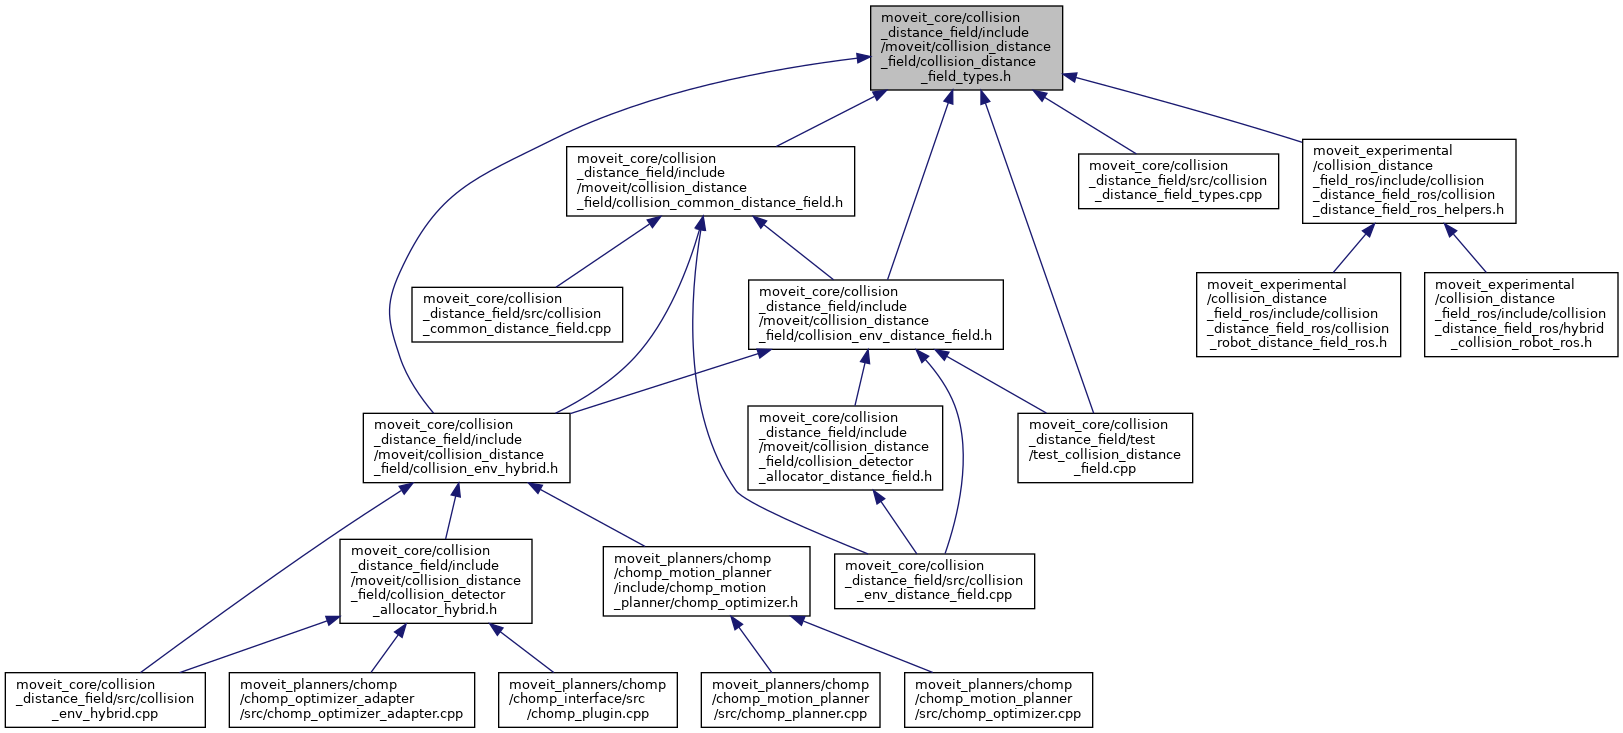 moveit_core/collision
_distance_field/include
/moveit/collision_distance
_field/collision_distance
_field_types.h
moveit_core/collision
_distance_field/include
/moveit/collision_distance
_field/collision_common_distance_field.h
moveit_core/collision
_distance_field/src/collision
_distance_field_types.cpp
moveit_experimental
/collision_distance
_field_ros/include/collision
_distance_field_ros/collision
_distance_field_ros_helpers.h
moveit_core/collision
_distance_field/src/collision
_common_distance_field.cpp
moveit_core/collision
_distance_field/include
/moveit/collision_distance
_field/collision_env_distance_field.h
moveit_experimental
/collision_distance
_field_ros/include/collision
_distance_field_ros/collision
_robot_distance_field_ros.h
moveit_experimental
/collision_distance
_field_ros/include/collision
_distance_field_ros/hybrid
_collision_robot_ros.h
moveit_core/collision
_distance_field/include
/moveit/collision_distance
_field/collision_env_hybrid.h
moveit_core/collision
_distance_field/include
/moveit/collision_distance
_field/collision_detector
_allocator_distance_field.h
moveit_core/collision
_distance_field/test
/test_collision_distance
_field.cpp
moveit_core/collision
_distance_field/include
/moveit/collision_distance
_field/collision_detector
_allocator_hybrid.h
moveit_planners/chomp
/chomp_motion_planner
/include/chomp_motion
_planner/chomp_optimizer.h
moveit_core/collision
_distance_field/src/collision
_env_distance_field.cpp
moveit_core/collision
_distance_field/src/collision
_env_hybrid.cpp
moveit_planners/chomp
/chomp_optimizer_adapter
/src/chomp_optimizer_adapter.cpp
moveit_planners/chomp
/chomp_interface/src
/chomp_plugin.cpp
moveit_planners/chomp
/chomp_motion_planner
/src/chomp_planner.cpp
moveit_planners/chomp
/chomp_motion_planner
/src/chomp_optimizer.cpp